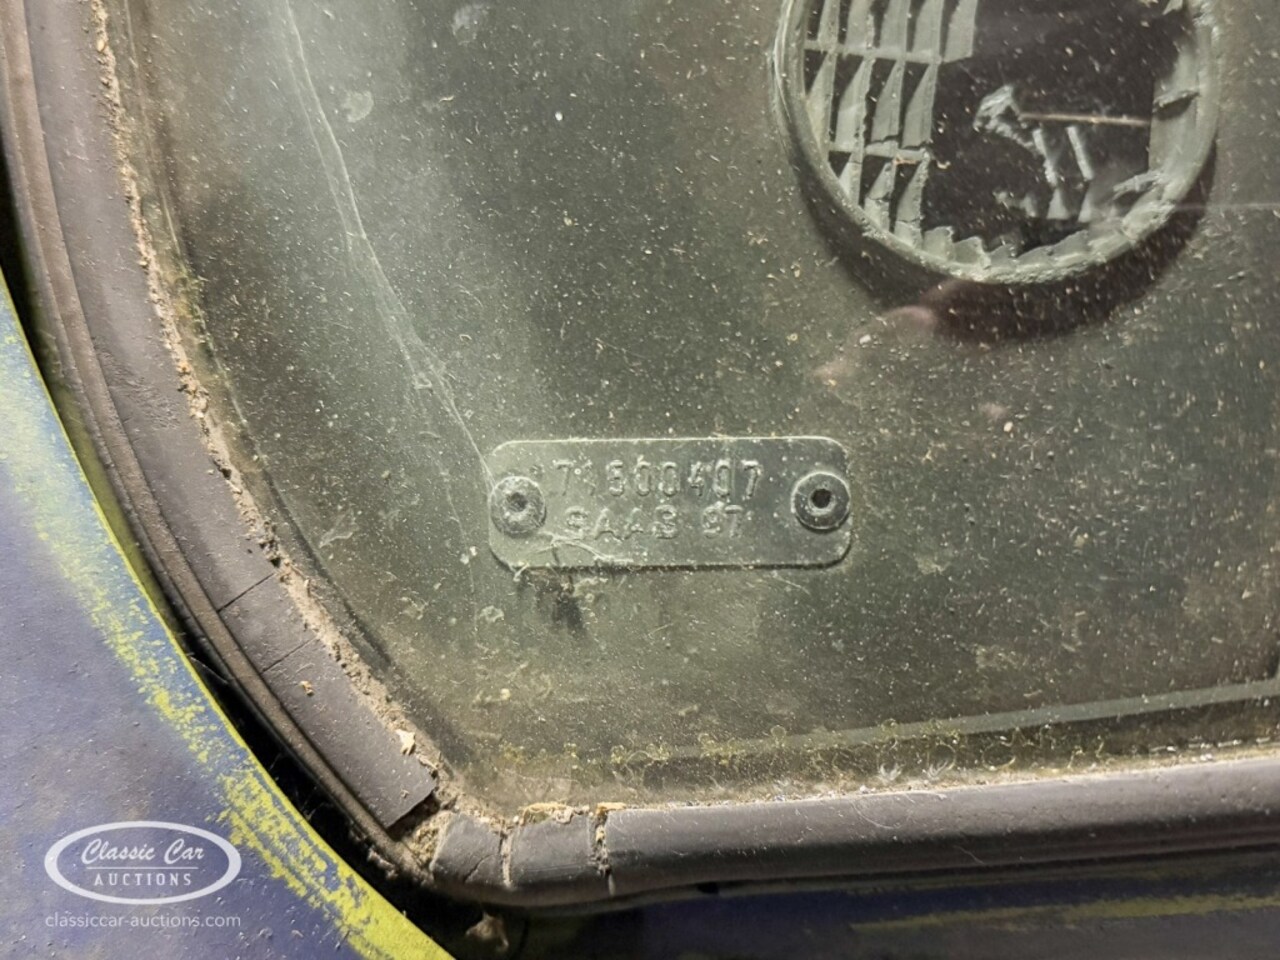 71600407
SAAB 97
Classic Car
AUCTIONS
classiccar-auctions.com